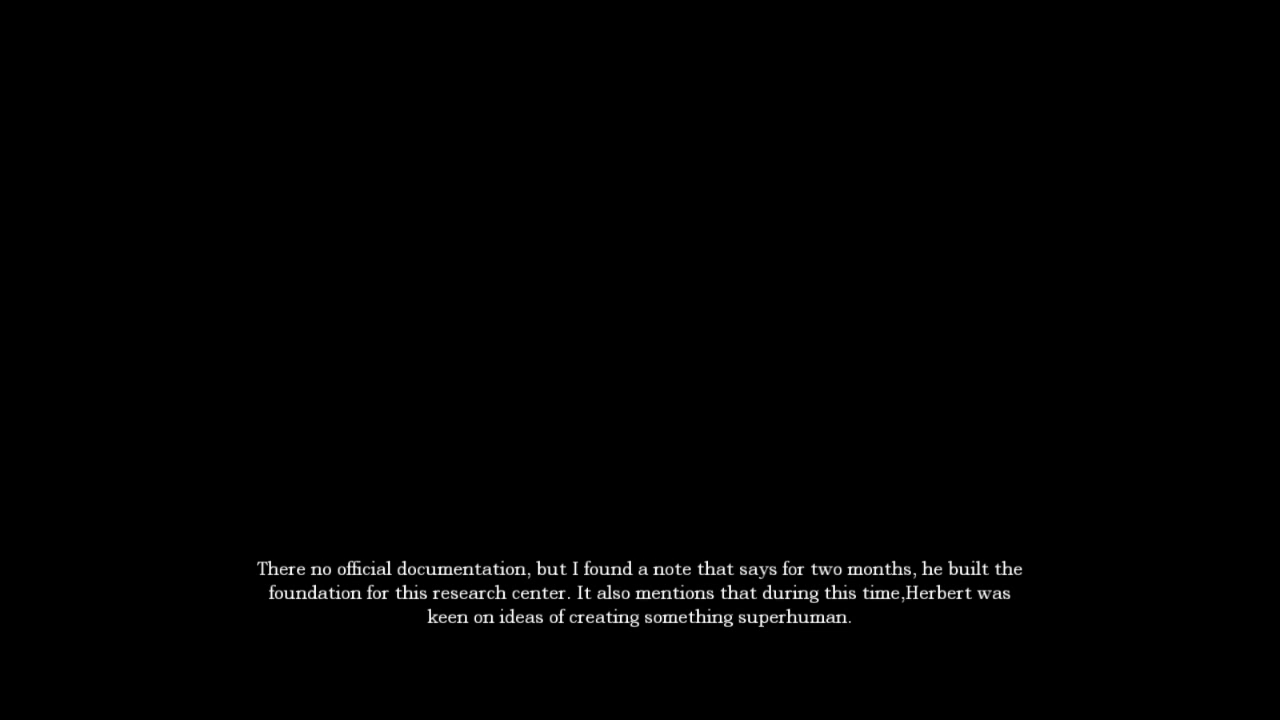 There no official documentation, but I found a note that says for two months, he built the
foundation for this research center. It also mentions that during this time,Herbert was
keen on ideas of creating something superhuman.